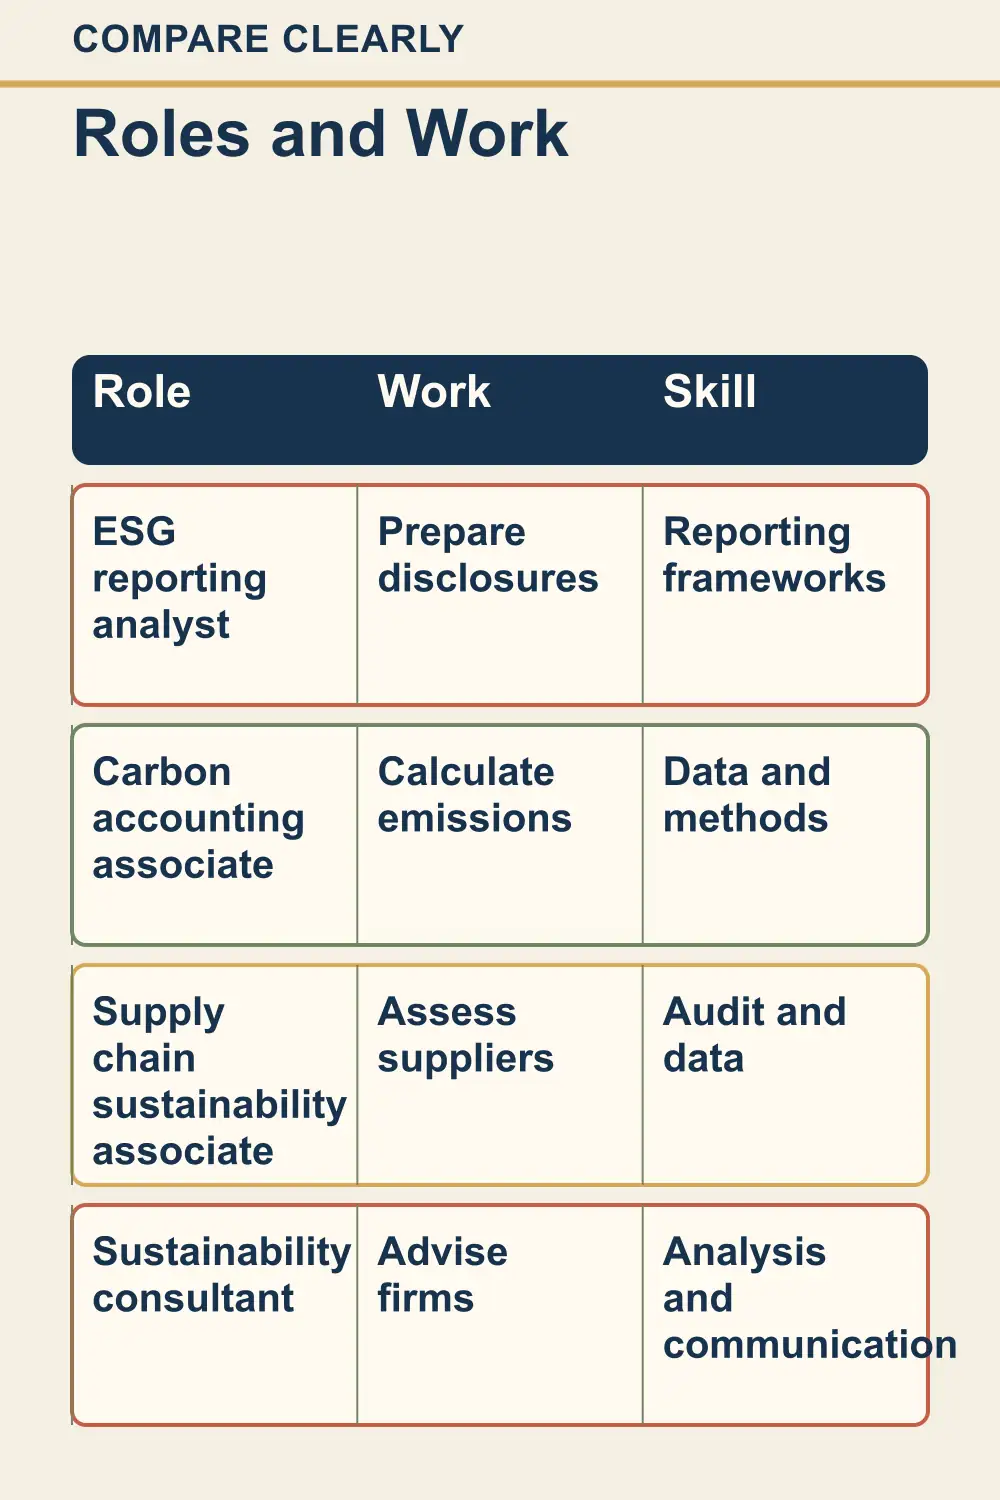 COMPARE CLEARLY
Roles and Work
Role Work Skill
ESG
reporting
analyst
Prepare
disclosures
Reporting
frameworks
Carbon
accounting
associate
Calculate
emissions
Data and
methods
Supply
chain
sustainability
associate
Assess
suppliers
Audit and
data
Sustainability
consultant
Advise
firms
Analysis
and
communication